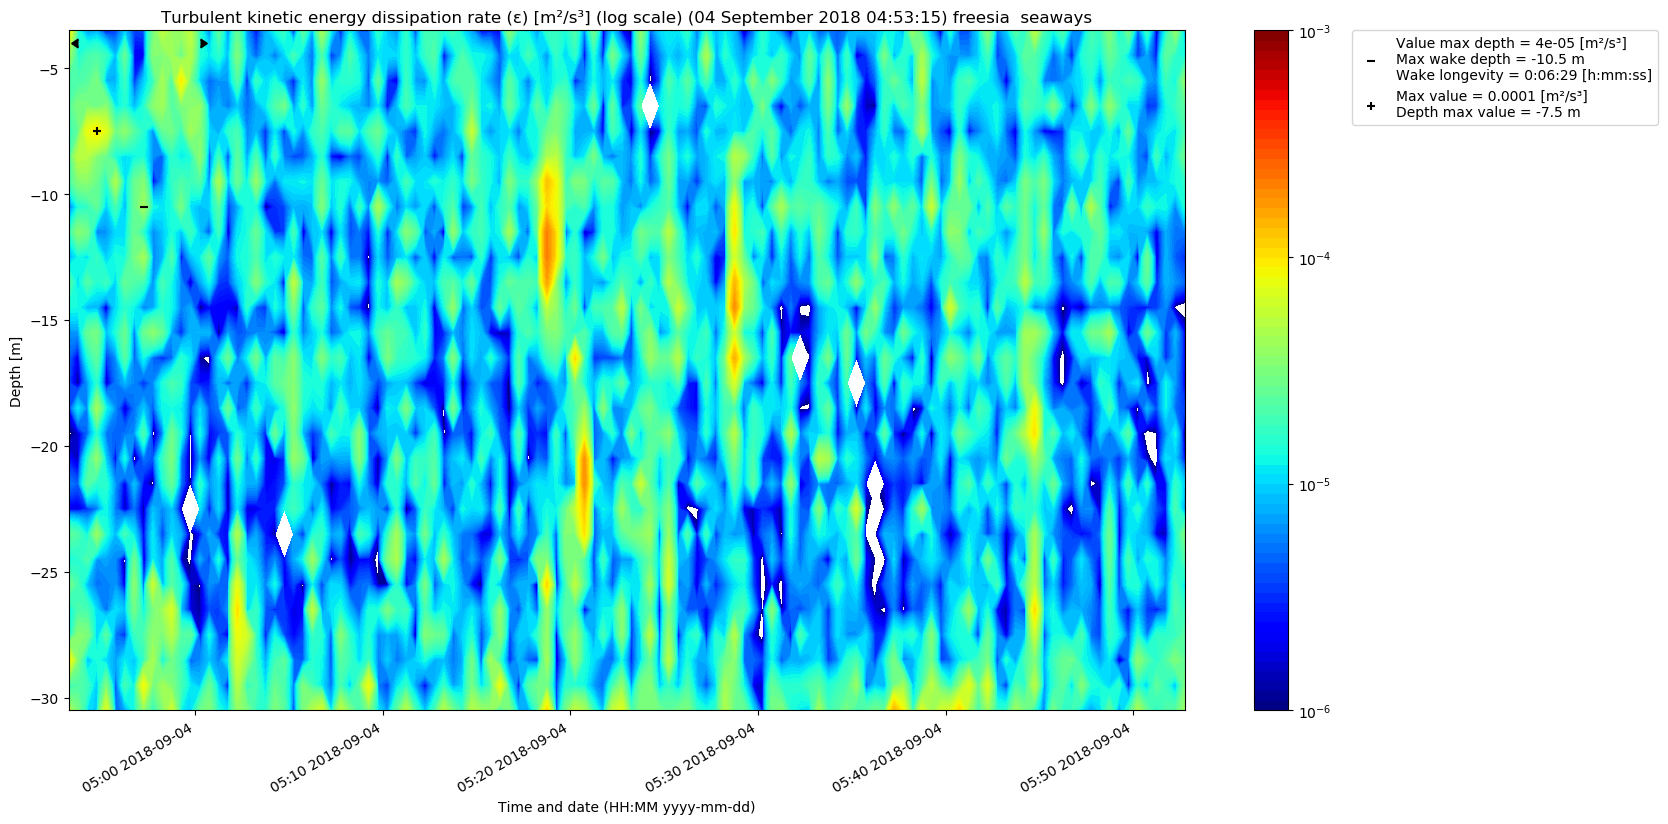 Turbulent kinetic energy dissipation rate (ε) [m²/s³] (log scale) (04 September 2018 04:53:15) freesia  seaways
Depth [m]
−5
−10
−15
−20
−25
−30
05:00 2018-09-04
05:10 2018-09-04
05:20 2018-09-04
05:30 2018-09-04
05:40 2018-09-04
05:50 2018-09-04
Time and date (HH:MM yyyy-mm-dd)
10⁻³
10⁻⁴
10⁻⁵
10⁻⁶
Value max depth = 4e-05 [m²/s³]
Max wake depth = -10.5 m
Wake longevity = 0:06:29 [h:mm:ss]
Max value = 0.0001 [m²/s³]
Depth max value = -7.5 m